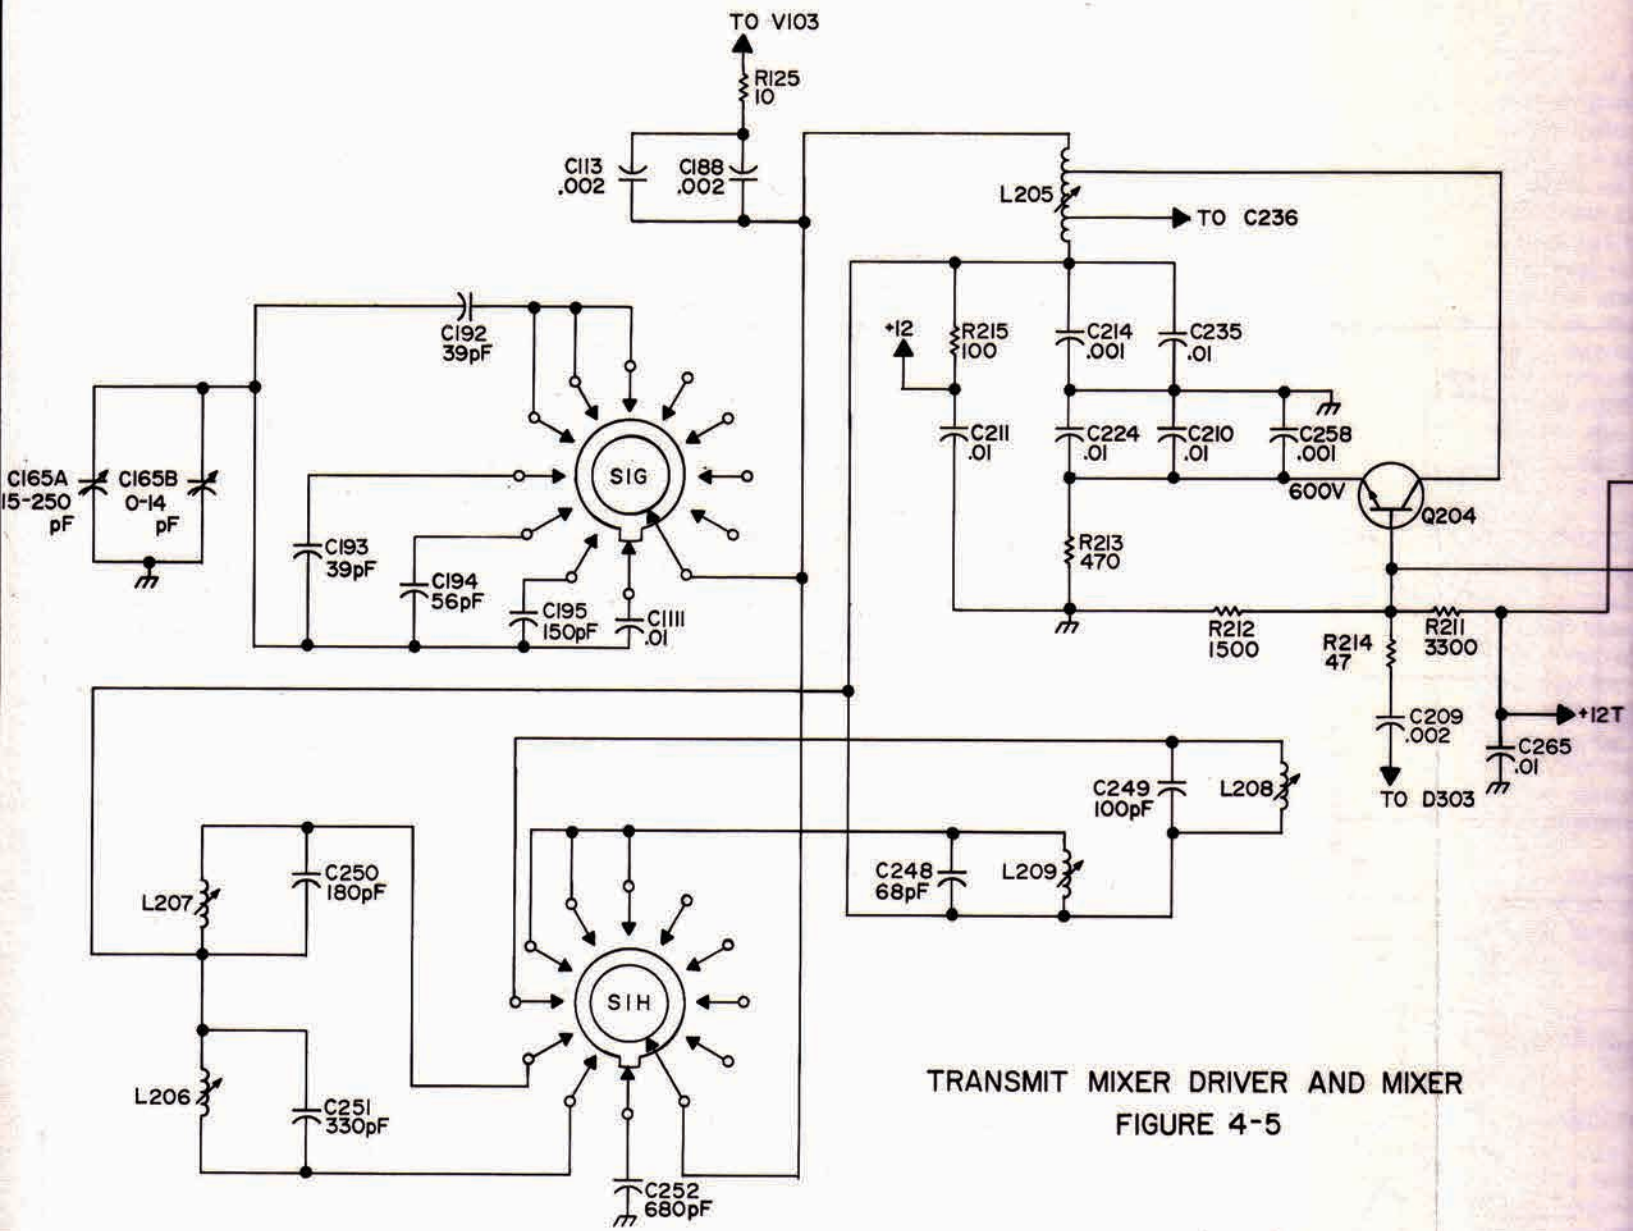 TO V103
R125
10
C113
.002
C188
.002
L205
TO C236
C192
39pF
+12
R215
100
C214
.001
C235
.01
C211
.01
C224
.01
C210
.01
C258
.001
600V
Q204
C165A
15-250
pF
C165B
0-14
pF
S1G
C193
39pF
C194
56pF
C195
150pF
C1111
.01
R213
470
R212
1500
R214
47
R211
3300
C209
.002
TO D303
+12T
C265
.01
C249
100pF
L208
C248
68pF
L209
L207
C250
180pF
S1H
L206
C251
330pF
C252
680pF
TRANSMIT MIXER DRIVER AND MIXER
FIGURE 4-5